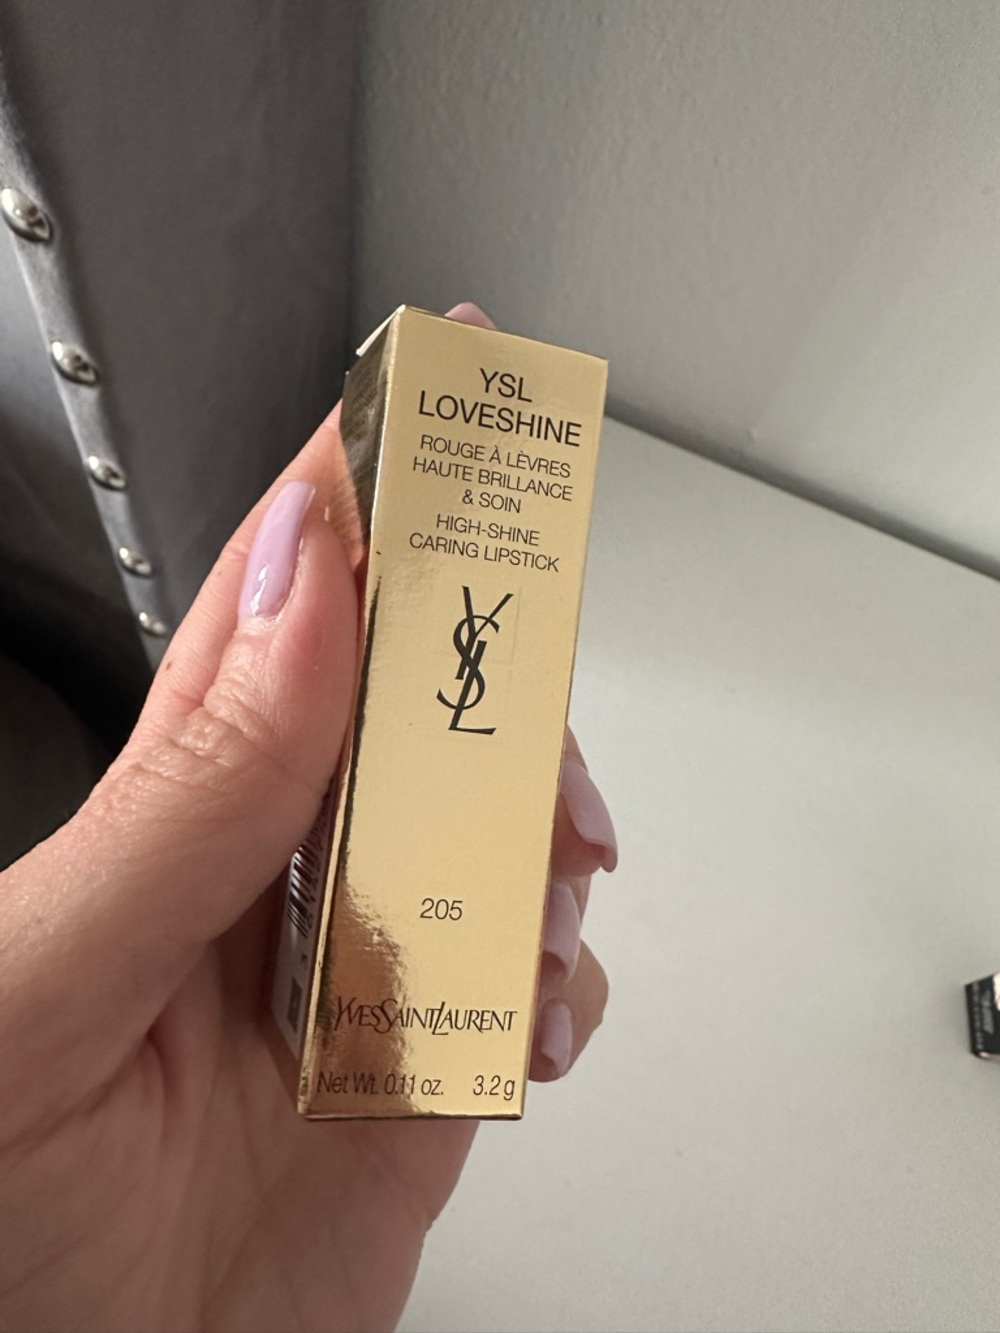 YSL
LOVESHINE
ROUGE À LÈVRES
HAUTE BRILLANCE
& SOIN
HIGH-SHINE
CARING LIPSTICK
YSL
205
YVESSAINTLAURENT
Net Wt. 0.11 oz. 3.2 g